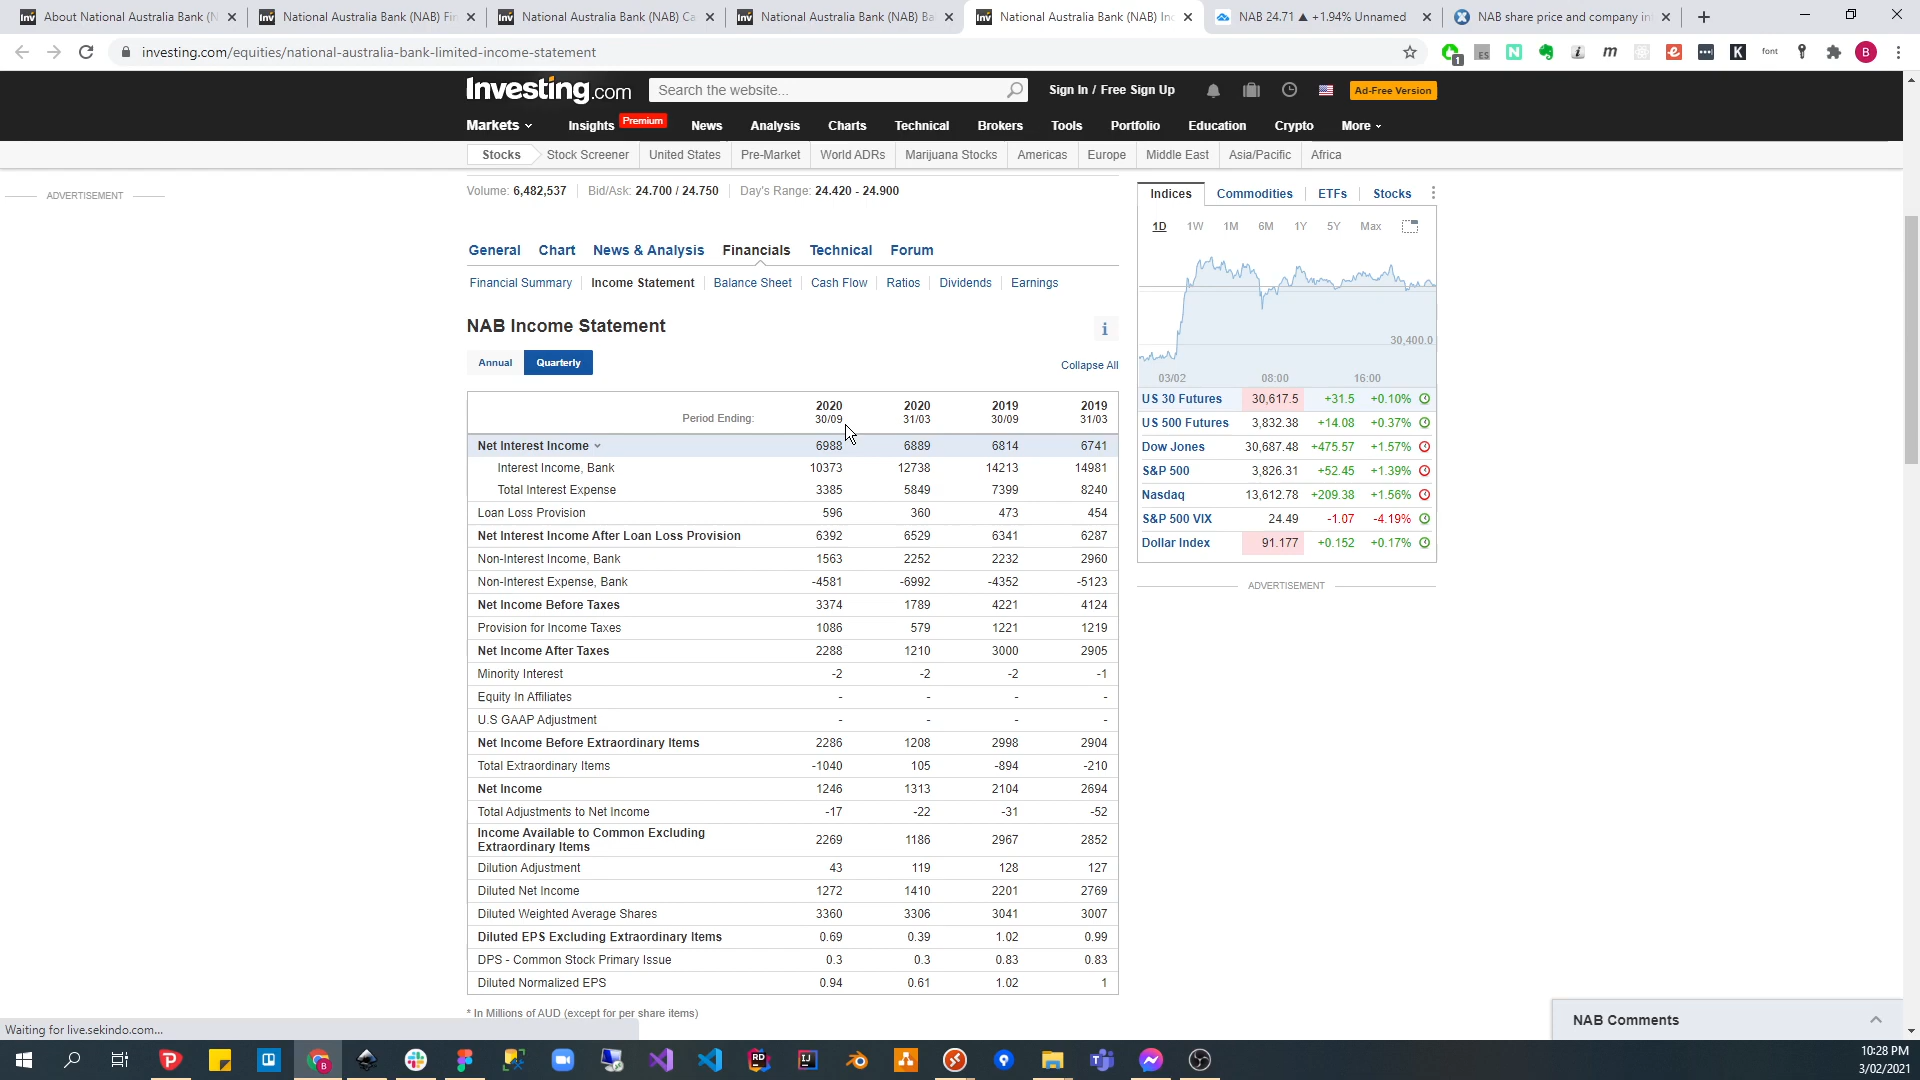 About National Australia Bank (N
National Australia Bank (NAB) Fin
National Australia Bank (NAB) Ca
National Australia Bank (NAB) Ba
National Australia Bank (NAB) Inc
NAB 24.71 ▲ +1.94% Unnamed
NAB share price and company in
investing.com/equities/national-australia-bank-limited-income-statement
Investing.com
Search the website...
Sign In / Free Sign Up
Ad-Free Version
Markets
Insights
Premium
News
Analysis
Charts
Technical
Brokers
Tools
Portfolio
Education
Crypto
More
Stocks
Stock Screener
United States
Pre-Market
World ADRs
Marijuana Stocks
Americas
Europe
Middle East
Asia/Pacific
Africa
ADVERTISEMENT
Volume: 6,482,537
Bid/Ask: 24.700 / 24.750
Day's Range: 24.420 - 24.900
General
Chart
News & Analysis
Financials
Technical
Forum
Financial Summary
Income Statement
Balance Sheet
Cash Flow
Ratios
Dividends
Earnings
NAB Income Statement
Annual
Quarterly
Collapse All
Period Ending: 2020 30/09 2020 31/03 2019 30/09 2019 31/03
Net Interest Income 6988 6889 6814 6741
Interest Income, Bank 10373 12738 14213 14981
Total Interest Expense 3385 5849 7399 8240
Loan Loss Provision 596 360 473 454
Net Interest Income After Loan Loss Provision 6392 6529 6341 6287
Non-Interest Income, Bank 1563 2252 2232 2960
Non-Interest Expense, Bank -4581 -6992 -4352 -5123
Net Income Before Taxes 3374 1789 4221 4124
Provision for Income Taxes 1086 579 1221 1219
Net Income After Taxes 2288 1210 3000 2905
Minority Interest -2 -2 -2 -1
Equity In Affiliates - - - -
U.S GAAP Adjustment - - - -
Net Income Before Extraordinary Items 2286 1208 2998 2904
Total Extraordinary Items -1040 105 -894 -210
Net Income 1246 1313 2104 2694
Total Adjustments to Net Income -17 -22 -31 -52
Income Available to Common Excluding
Extraordinary Items 2269 1186 2967 2852
Dilution Adjustment 43 119 128 127
Diluted Net Income 1272 1410 2201 2769
Diluted Weighted Average Shares 3360 3306 3041 3007
Diluted EPS Excluding Extraordinary Items 0.69 0.39 1.02 0.99
DPS - Common Stock Primary Issue 0.3 0.3 0.83 0.83
Diluted Normalized EPS 0.94 0.61 1.02 1
* In Millions of AUD (except for per share items)
Indices
Commodities
ETFs
Stocks
1D 1W 1M 6M 1Y 5Y Max
30,400.0
03/02 08:00 16:00
US 30 Futures 30,617.5 +31.5 +0.10%
US 500 Futures 3,832.38 +14.08 +0.37%
Dow Jones 30,687.48 +475.57 +1.57%
S&P 500 3,826.31 +52.45 +1.39%
Nasdaq 13,612.78 +209.38 +1.56%
S&P 500 VIX 24.49 -1.07 -4.19%
Dollar Index 91.177 +0.152 +0.17%
ADVERTISEMENT
NAB Comments
Waiting for live.sekindo.com...
10:28 PM
3/02/2021